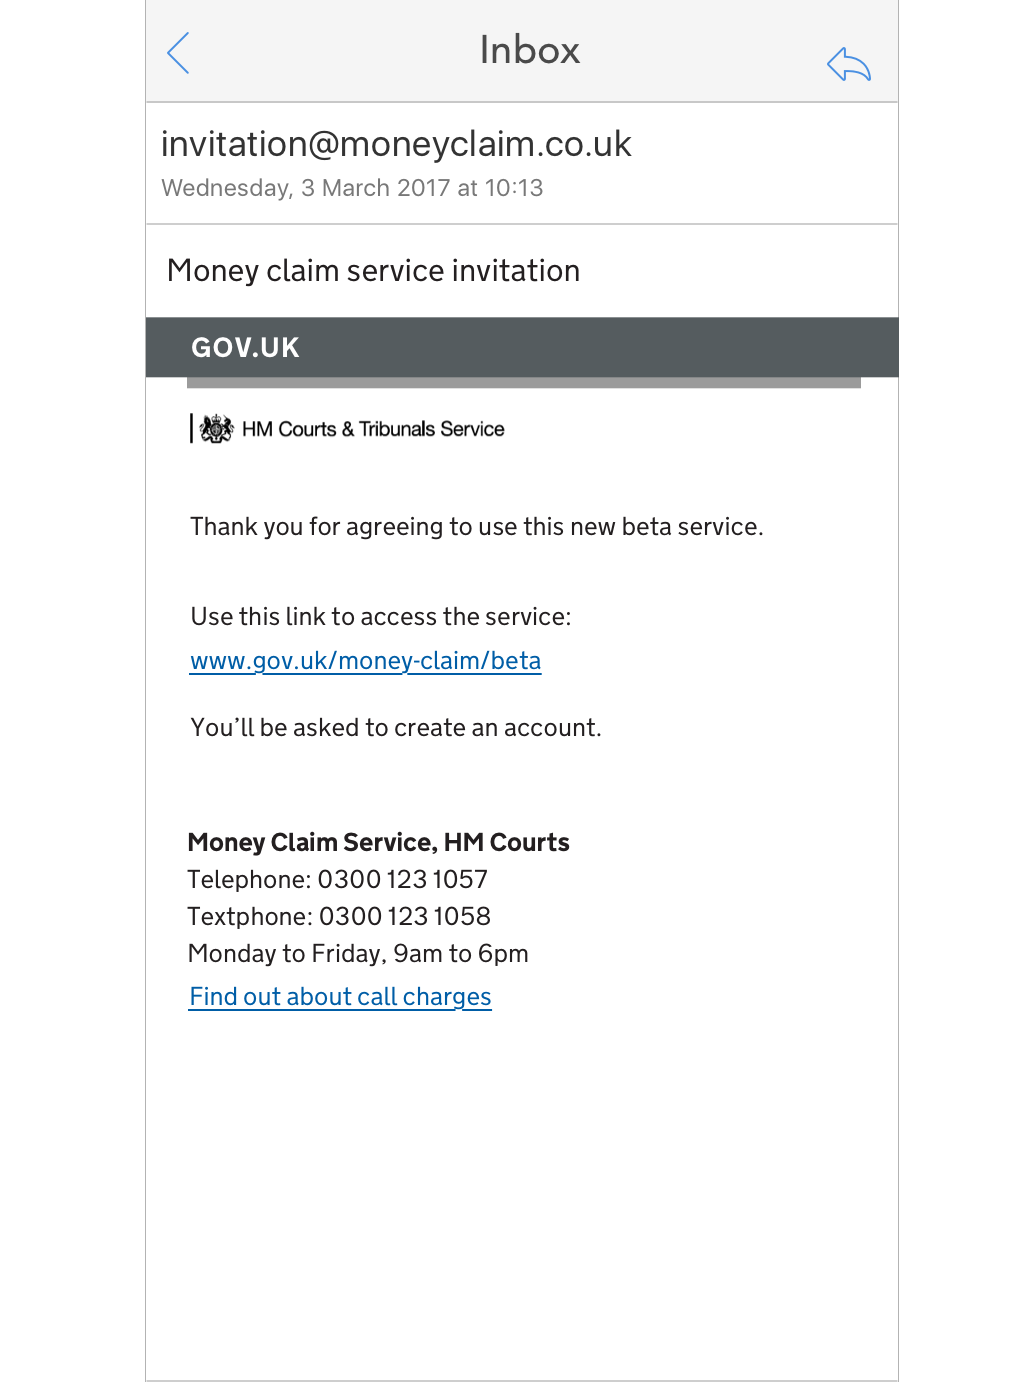 Inbox
invitation@moneyclaim.co.uk
Wednesday, 3 March 2017 at 10:13
Money claim service invitation
GOV.UK
HM Courts & Tribunals Service
Thank you for agreeing to use this new beta service.
Use this link to access the service:
www.gov.uk/money-claim/beta
You’ll be asked to create an account.
Money Claim Service, HM Courts
Telephone: 0300 123 1057
Textphone: 0300 123 1058
Monday to Friday, 9am to 6pm
Find out about call charges